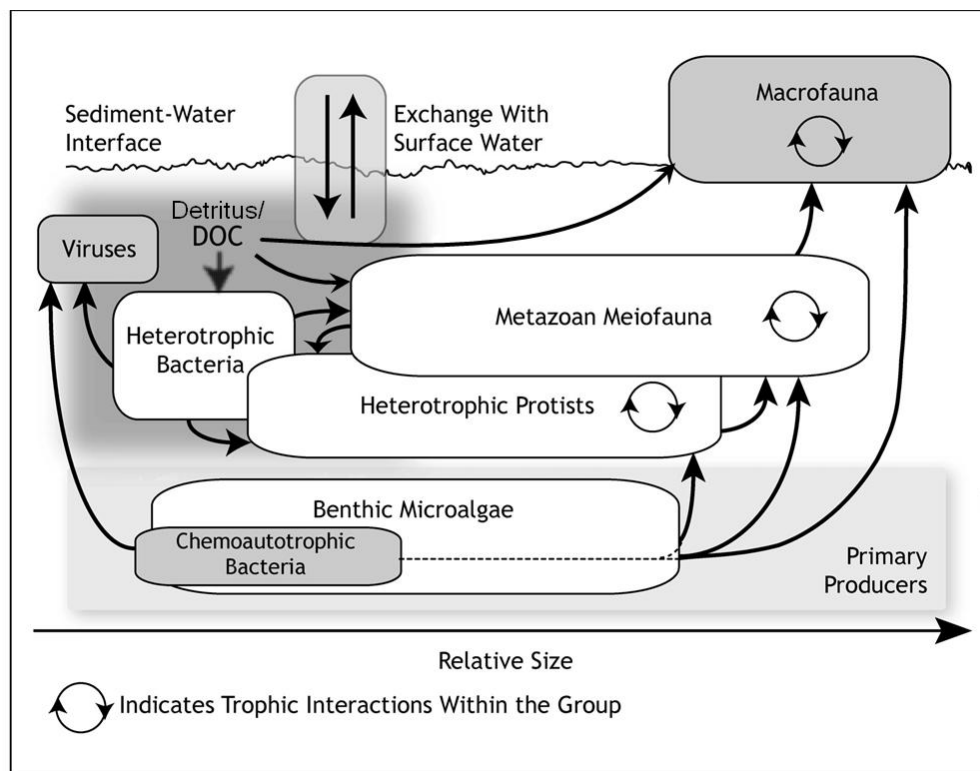 Sediment-Water
Interface
Exchange With
Surface Water
Macrofauna
Detritus/
DOC
Viruses
Heterotrophic
Bacteria
Metazoan Meiofauna
Heterotrophic Protists
Benthic Microalgae
Chemoautotrophic
Bacteria
Primary
Producers
Relative Size
Indicates Trophic Interactions Within the Group